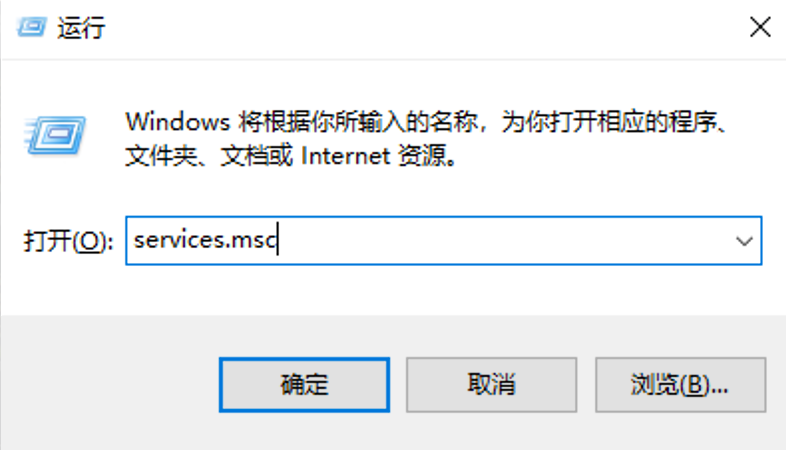 运行
Windows 将根据你所输入的名称，为你打开相应的程序、
文件夹、文档或 Internet 资源。
打开(O): services.msc
确定 取消 浏览(B)...